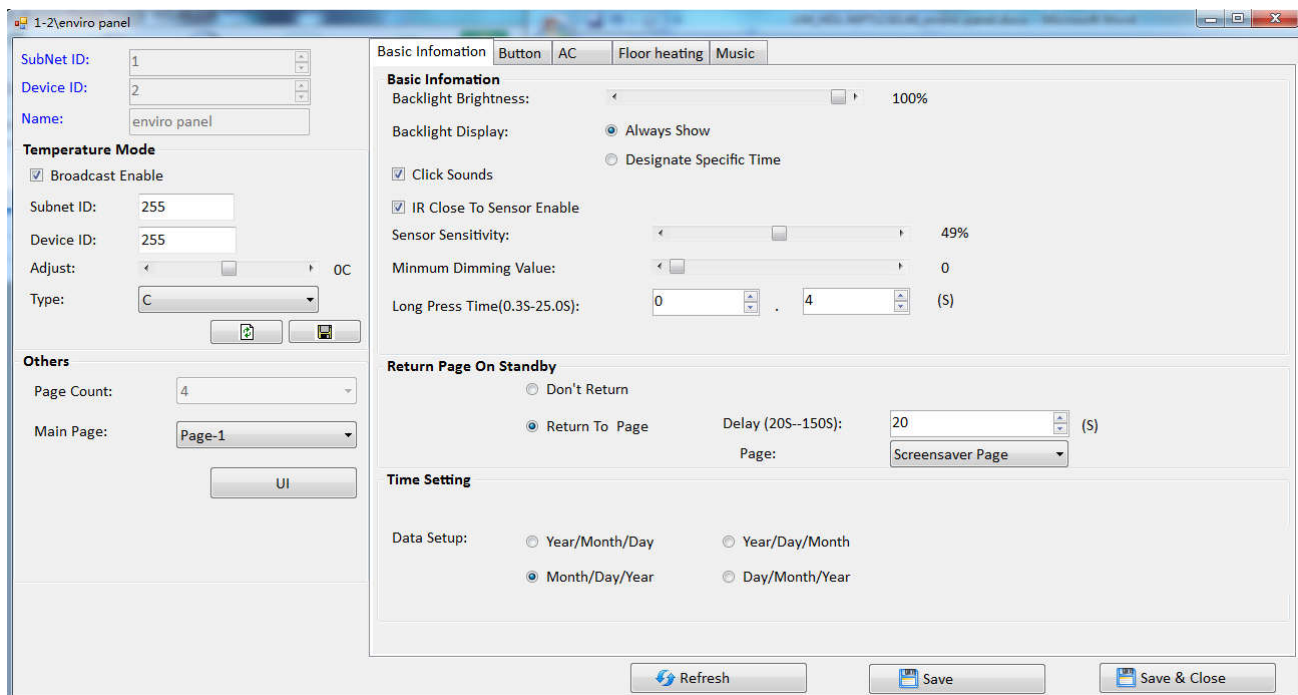 1-2\enviro panel
SubNet ID: 1
Device ID: 2
Name: enviro panel
Temperature Mode
Broadcast Enable
Subnet ID: 255
Device ID: 255
Adjust: 0C
Type: C
Others
Page Count: 4
Main Page: Page-1
UI
Basic Infomation Button AC Floor heating Music
Basic Infomation
Backlight Brightness: 100%
Backlight Display: Always Show
Designate Specific Time
Click Sounds
IR Close To Sensor Enable
Sensor Sensitivity: 49%
Minmum Dimming Value: 0
Long Press Time(0.3S-25.0S): 0 . 4 (S)
Return Page On Standby
Don't Return
Return To Page Delay (20S--150S): 20 (S)
Page: Screensaver Page
Time Setting
Data Setup: Year/Month/Day Year/Day/Month
Month/Day/Year Day/Month/Year
Refresh Save Save & Close